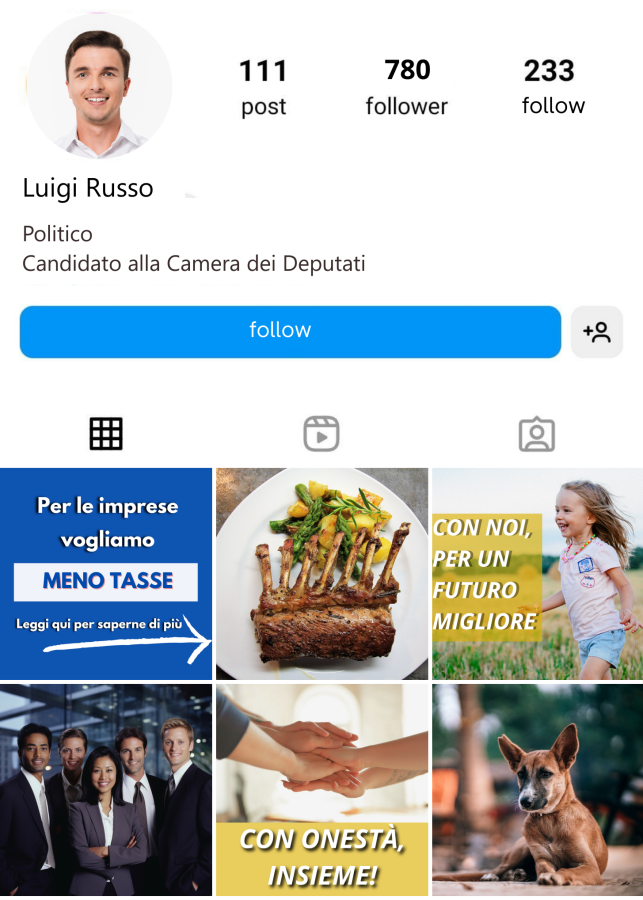 111
780
233
post
follower
follow
Luigi Russo
Politico
Candidato alla Camera dei Deputati
follow
Per le imprese
vogliamo
MENO TASSE
Leggi qui per saperne di più
CON NOI,
PER UN
FUTURO
MIGLIORE
CON ONESTÀ,
INSIEME!